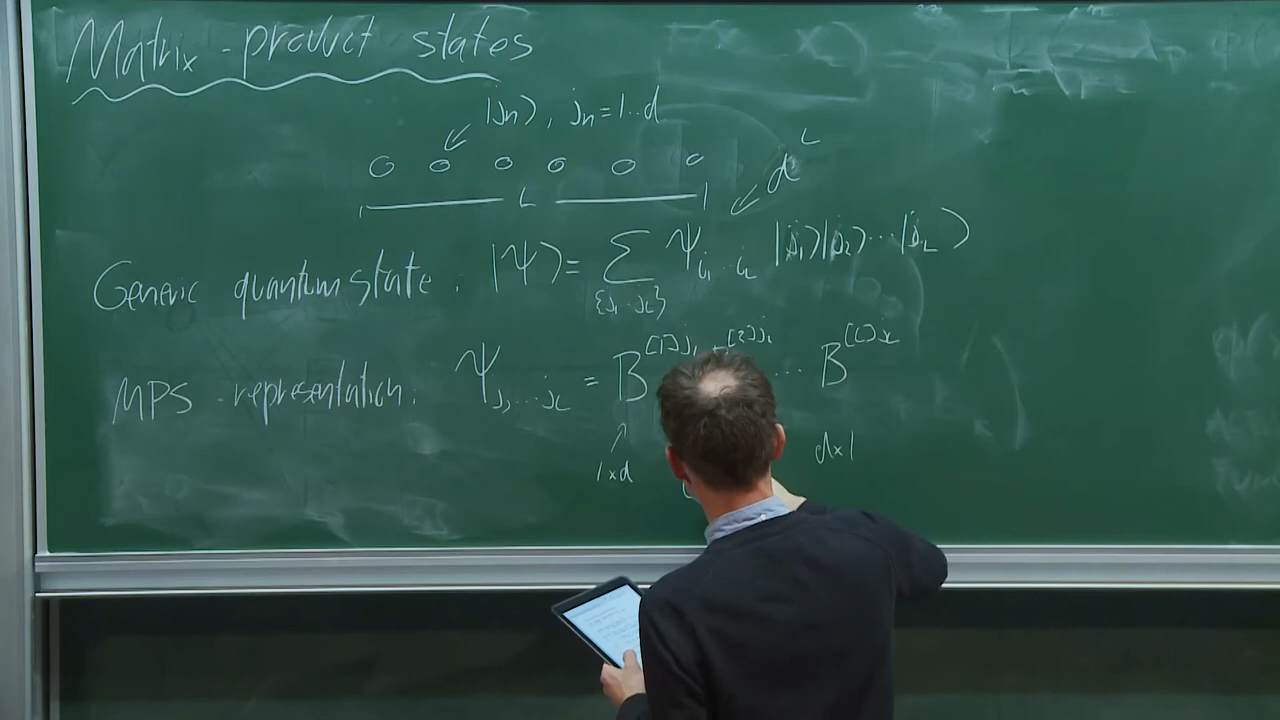 Matrix-product states
|jn⟩, jn=1..d
L
d^L
Generic quantum state: |Ψ⟩= Σ_{j1...jL} Ψ_{j1...jL} |j1⟩|j2⟩...|jL⟩
MPS-representation: Ψ_{j1...jL} = B^{[1]j1} ^{[2]j2} ... B^{[L]jL}
1×d d×1